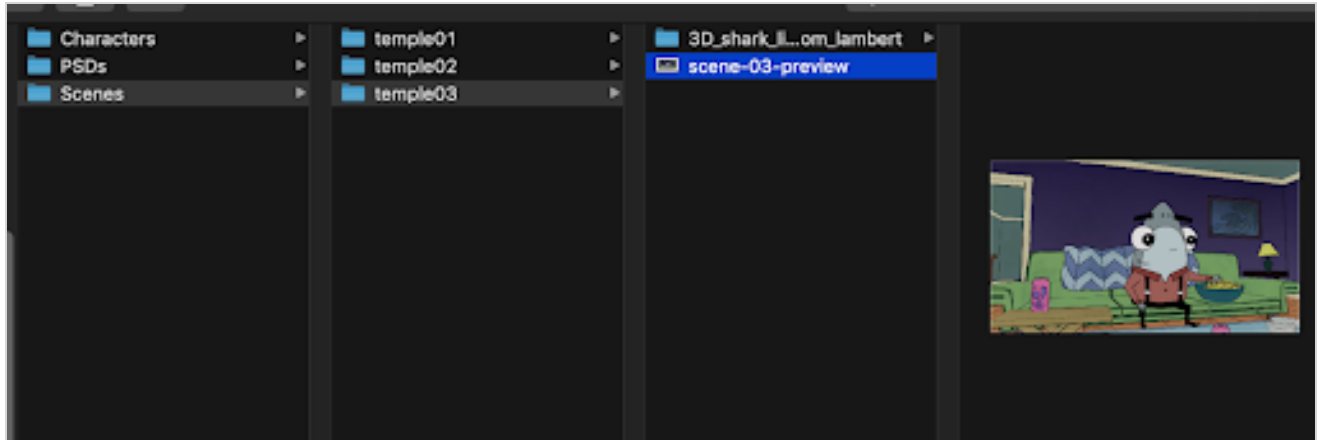 Characters
PSDs
Scenes
temple01
temple02
temple03
3D_shark_li...om_lambert
scene-03-preview